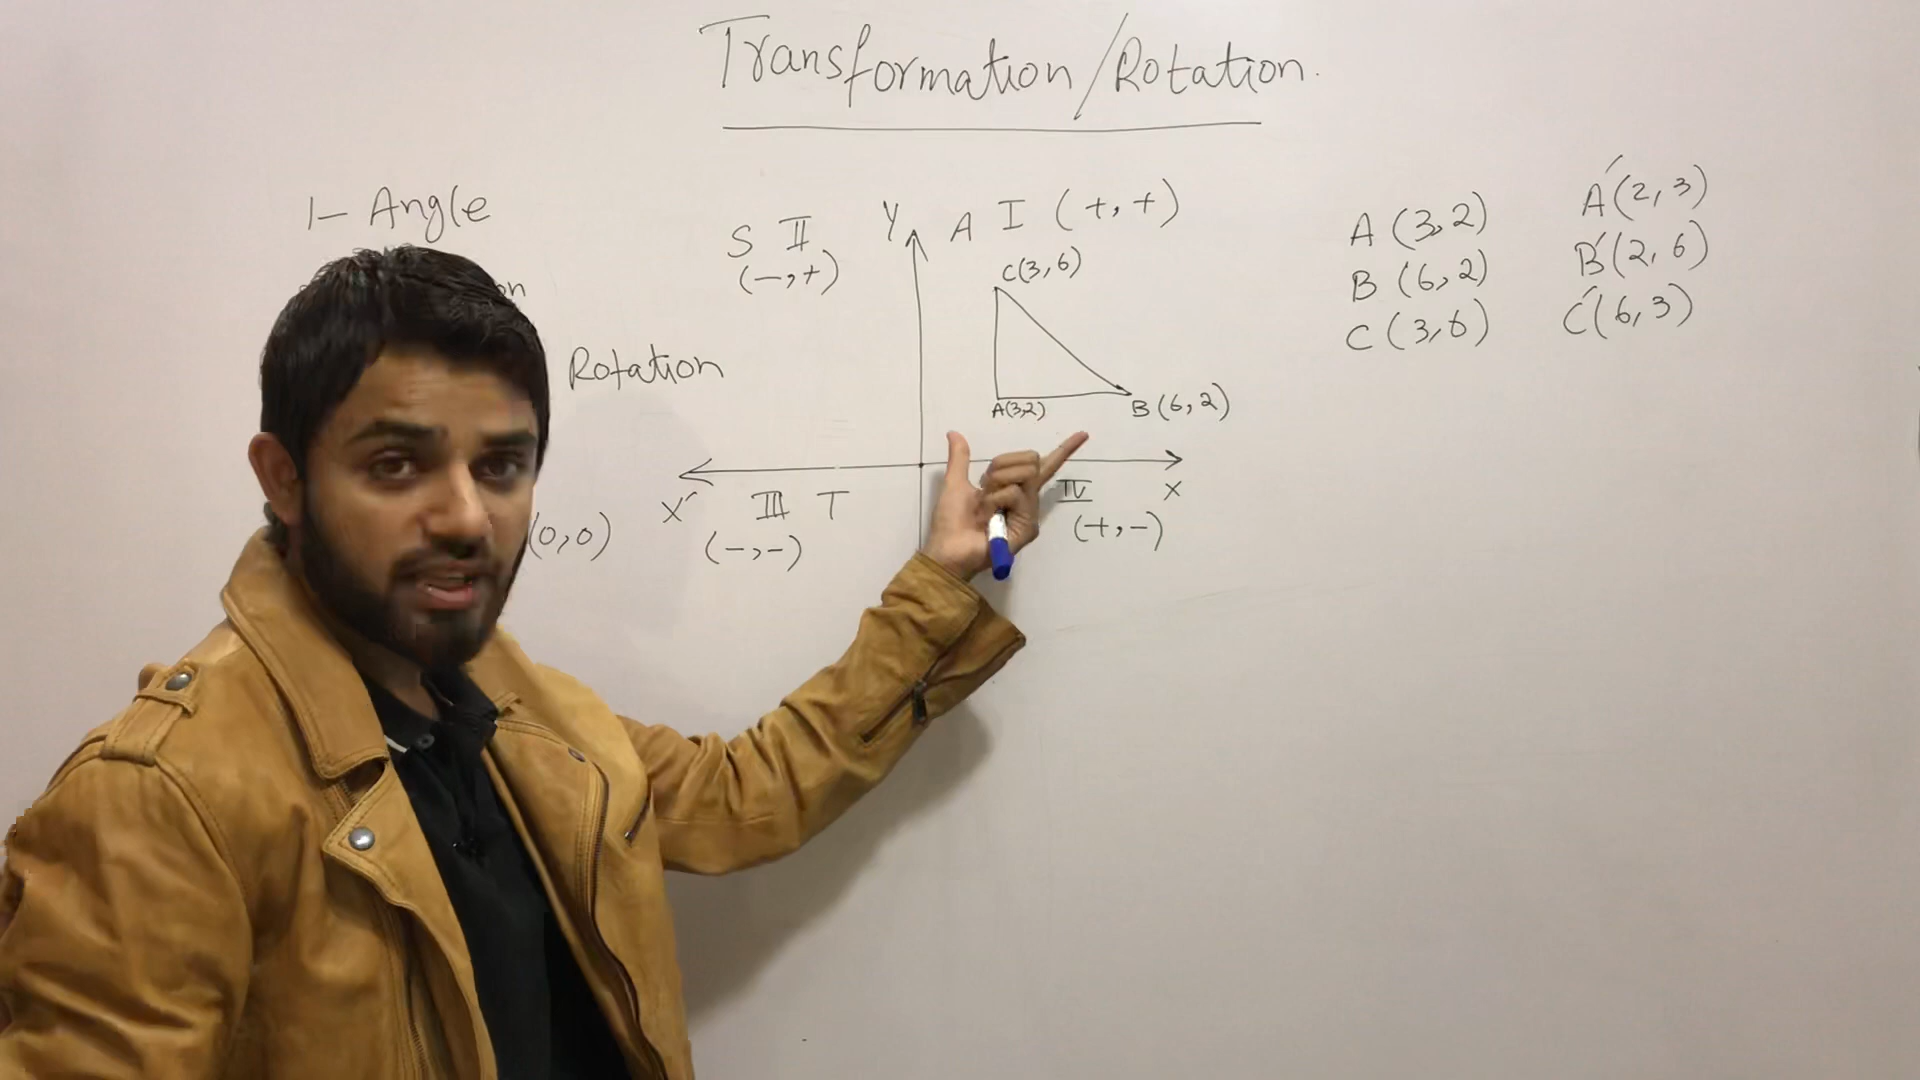 Transformation/Rotation.
1- Angle
on
Rotation
(0,0)
S II
(-,+)
Y
A I (+,+)
C(3,6)
A(3,2)
B(6,2)
X'
III T
(-,-)
IV
(+,-)
X
A (3,2)
B (6,2)
C (3,6)
A'(2,3)
B'(2,6)
C'(6,3)